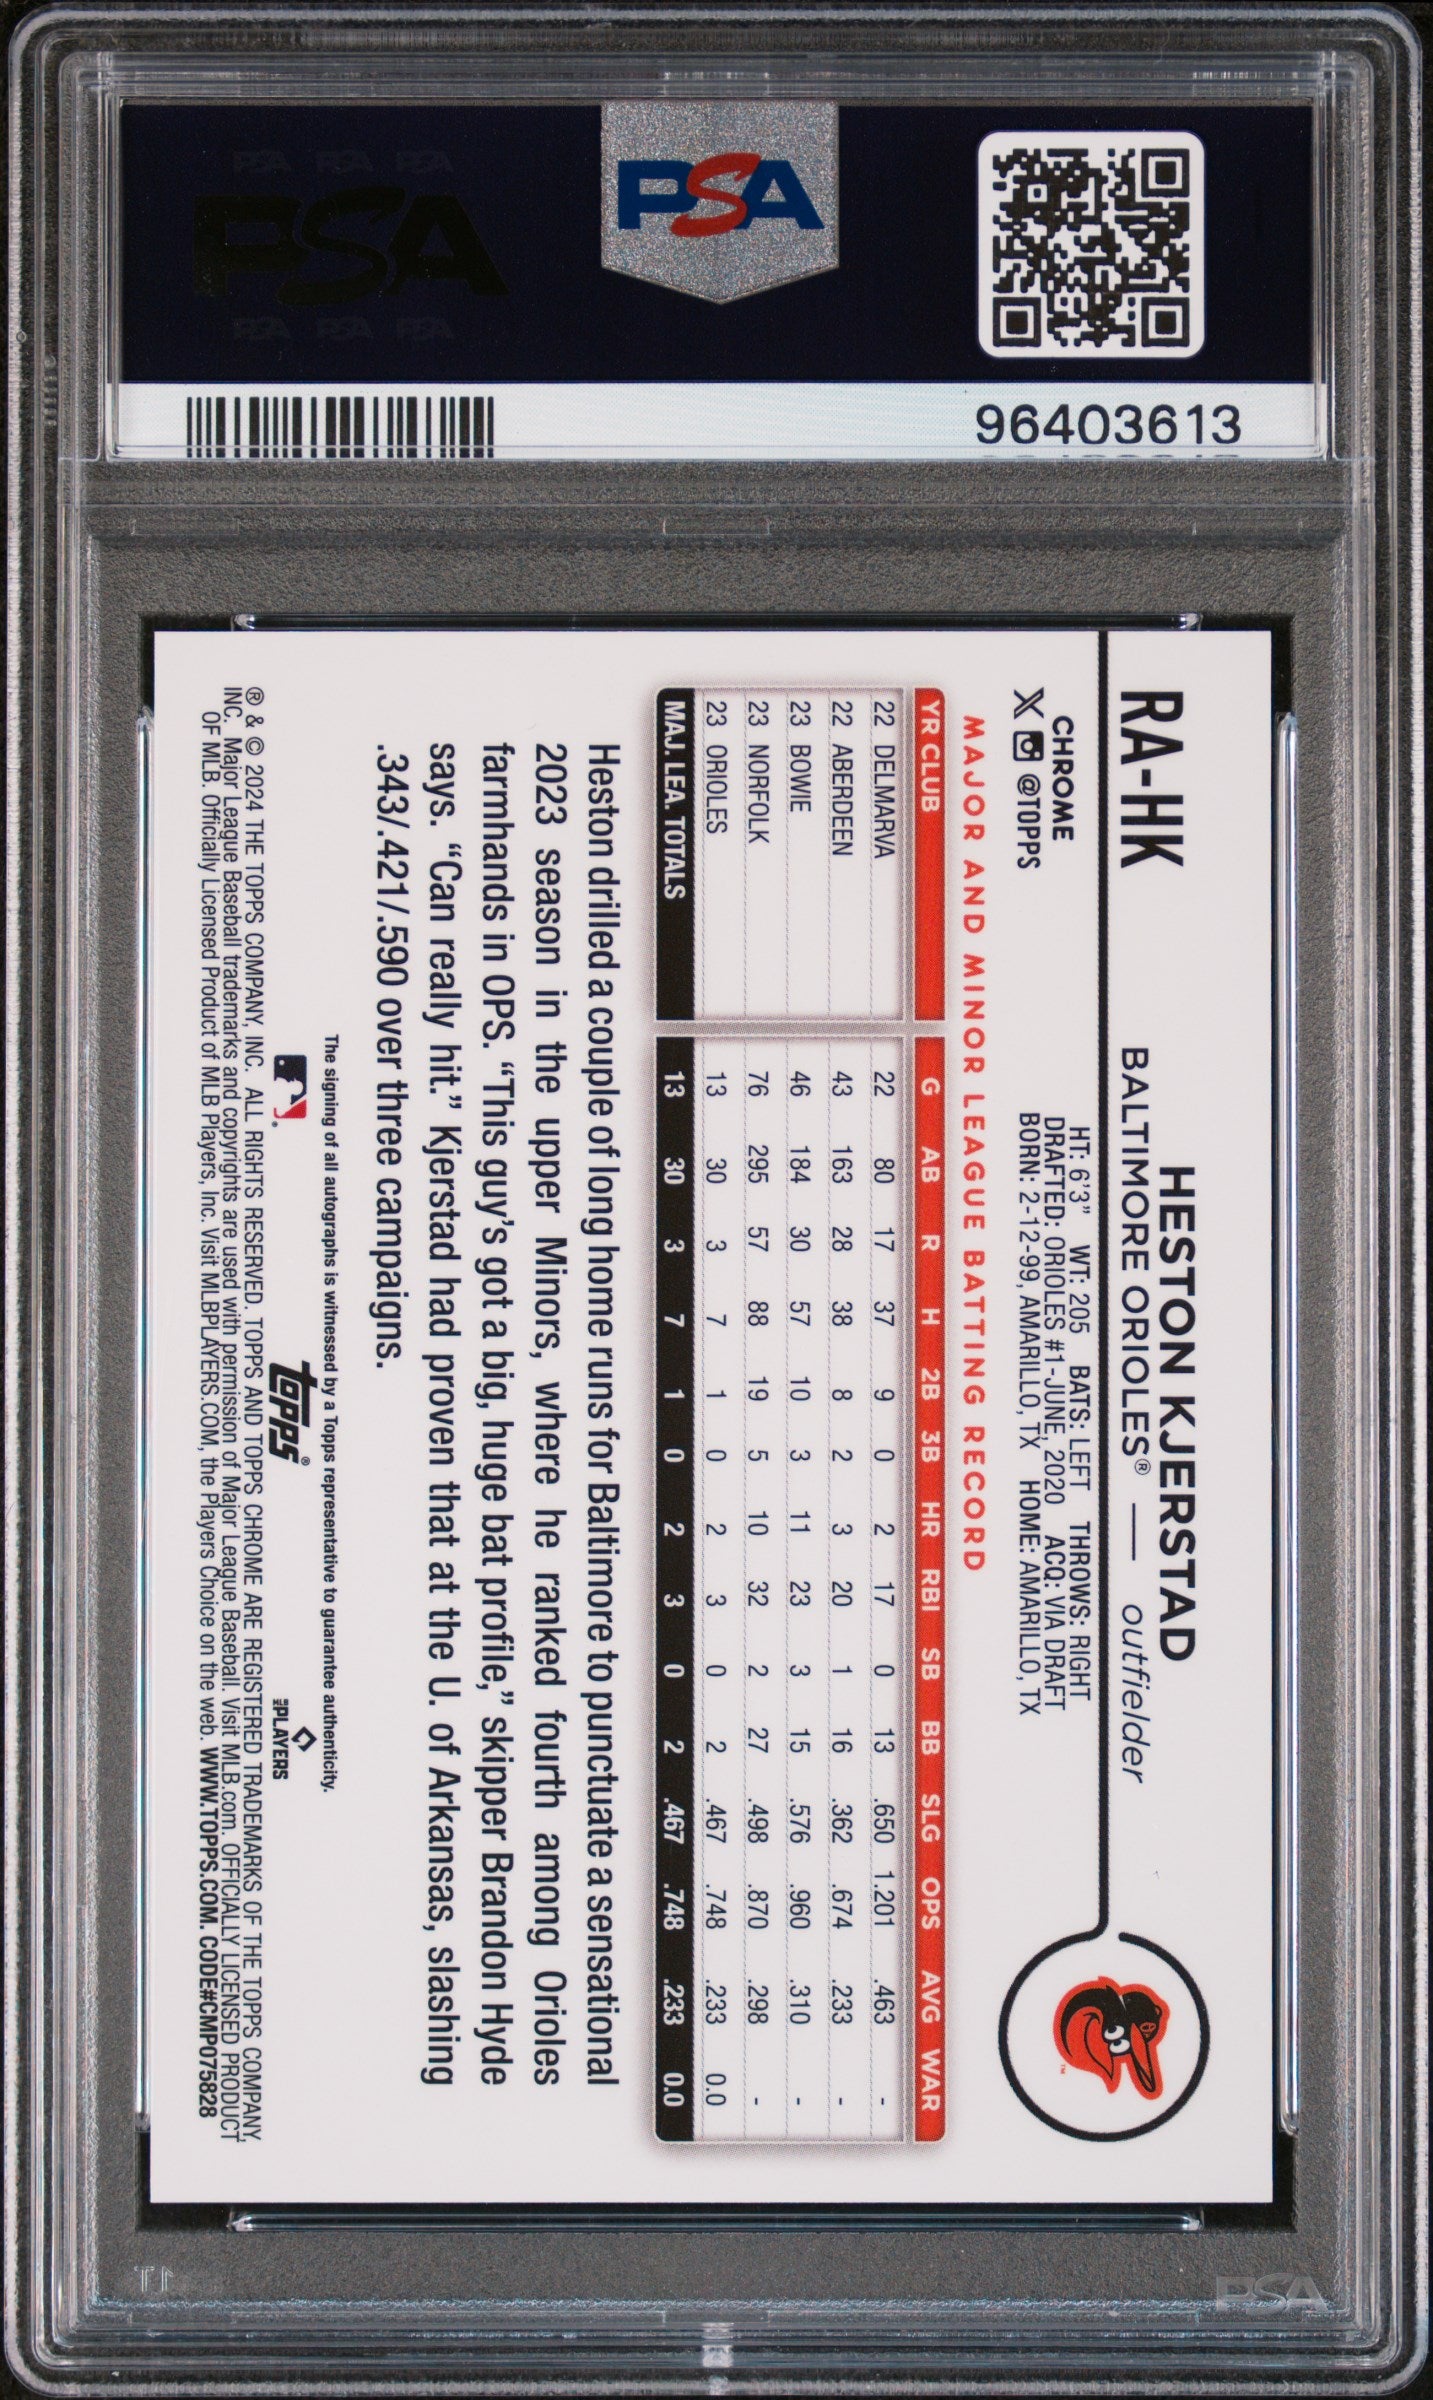 PSA PSA PSA
PSA
PSA PSA PSA
PSA
96403613
RA-HK
HESTON KJERSTAD
BALTIMORE ORIOLES® — outfielder
CHROME
X @TOPPS
HT: 6'3" WT: 205 BATS: LEFT THROWS: RIGHT
DRAFTED: ORIOLES #1-JUNE, 2020 ACQ: VIA DRAFT
BORN: 2-12-99, AMARILLO, TX HOME: AMARILLO, TX
MAJOR AND MINOR LEAGUE BATTING RECORD
YR CLUB G AB R H 2B 3B HR RBI SB BB SLG OPS AVG WAR
22 DELMARVA 22 80 17 37 9 0 2 17 0 13 .650 1.201 .463 -
22 ABERDEEN 43 163 28 38 8 2 3 20 1 16 .362 .674 .233 -
23 BOWIE 46 184 30 57 10 3 11 23 3 15 .576 .960 .310 -
23 NORFOLK 76 295 57 88 19 5 10 32 2 27 .498 .870 .298 -
23 ORIOLES 13 30 3 7 1 0 2 3 0 2 .467 .748 .233 0.0
MAJ. LEA. TOTALS 13 30 3 7 1 0 2 3 0 2 .467 .748 .233 0.0
Heston drilled a couple of long home runs for Baltimore to punctuate a sensational
2023 season in the upper Minors, where he ranked fourth among Orioles
farmhands in OPS. “This guy’s got a big, huge bat profile,” skipper Brandon Hyde
says. “Can really hit.” Kjerstad had proven that at the U. of Arkansas, slashing
.343/.421/.590 over three campaigns.
The signing of all autographs is witnessed by a Topps representative to guarantee authenticity.
topps®
MLB PLAYERS
® & © 2024 THE TOPPS COMPANY, INC. ALL RIGHTS RESERVED. TOPPS AND TOPPS CHROME ARE REGISTERED TRADEMARKS OF THE TOPPS COMPANY,
INC. Major League Baseball trademarks and copyrights are used with permission of Major League Baseball. Visit MLB.com. OFFICIALLY LICENSED PRODUCT
OF MLB. Officially Licensed Product of MLB Players, Inc. Visit MLBPLAYERS.COM, the Players Choice on the web. WWW.TOPPS.COM. CODE#CMP075828
PSA